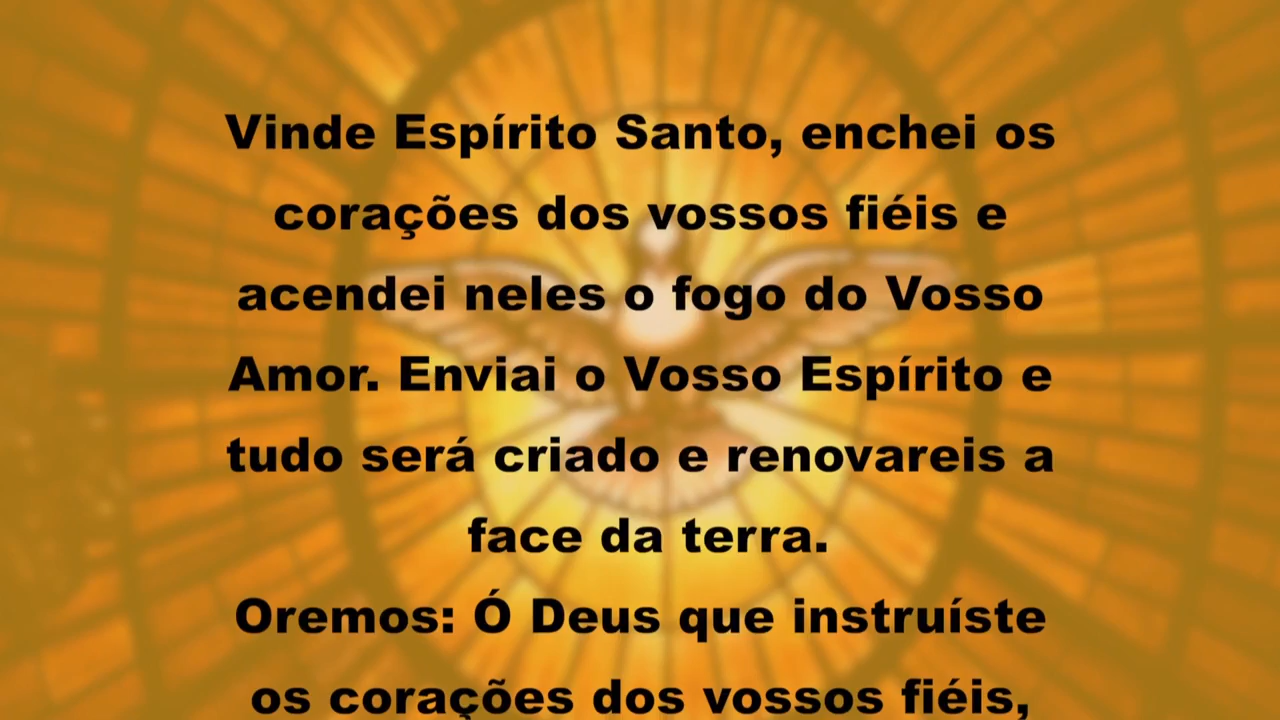 Vinde Espírito Santo, enchei os
corações dos vossos fiéis e
acendei neles o fogo do Vosso
Amor. Enviai o Vosso Espírito e
tudo será criado e renovareis a
face da terra.
Oremos: Ó Deus que instruíste
os corações dos vossos fiéis,